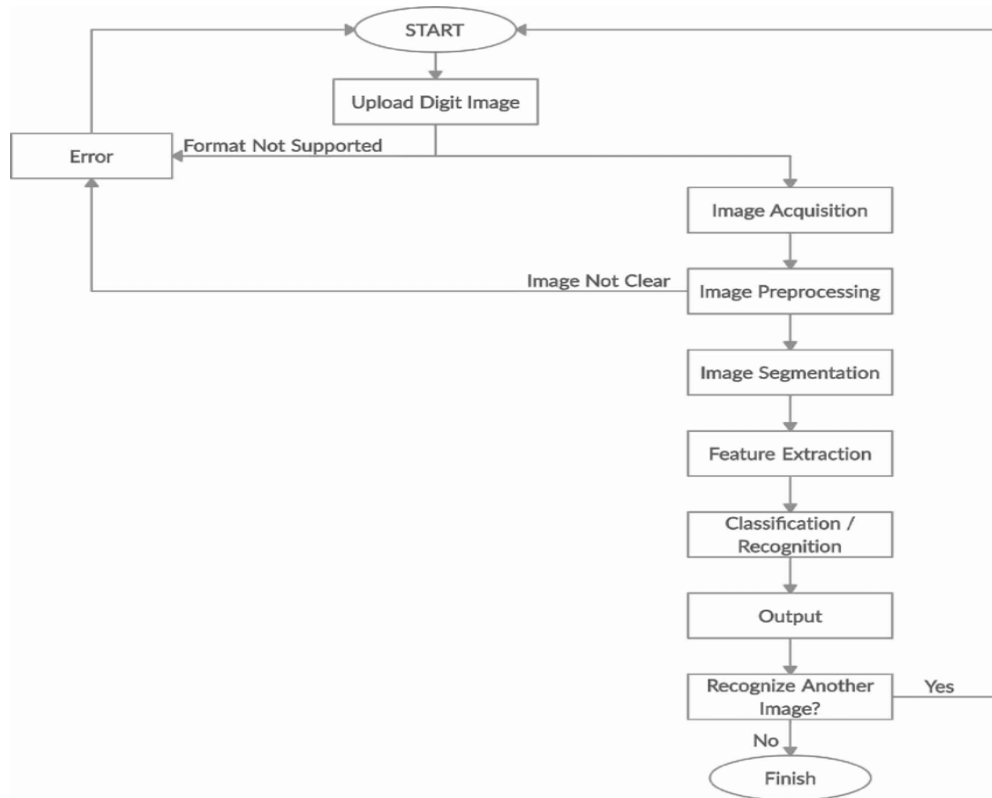 START
Upload Digit Image
Format Not Supported
Error
Image Acquisition
Image Not Clear
Image Preprocessing
Image Segmentation
Feature Extraction
Classification /
Recognition
Output
Recognize Another
Image?
Yes
No
Finish